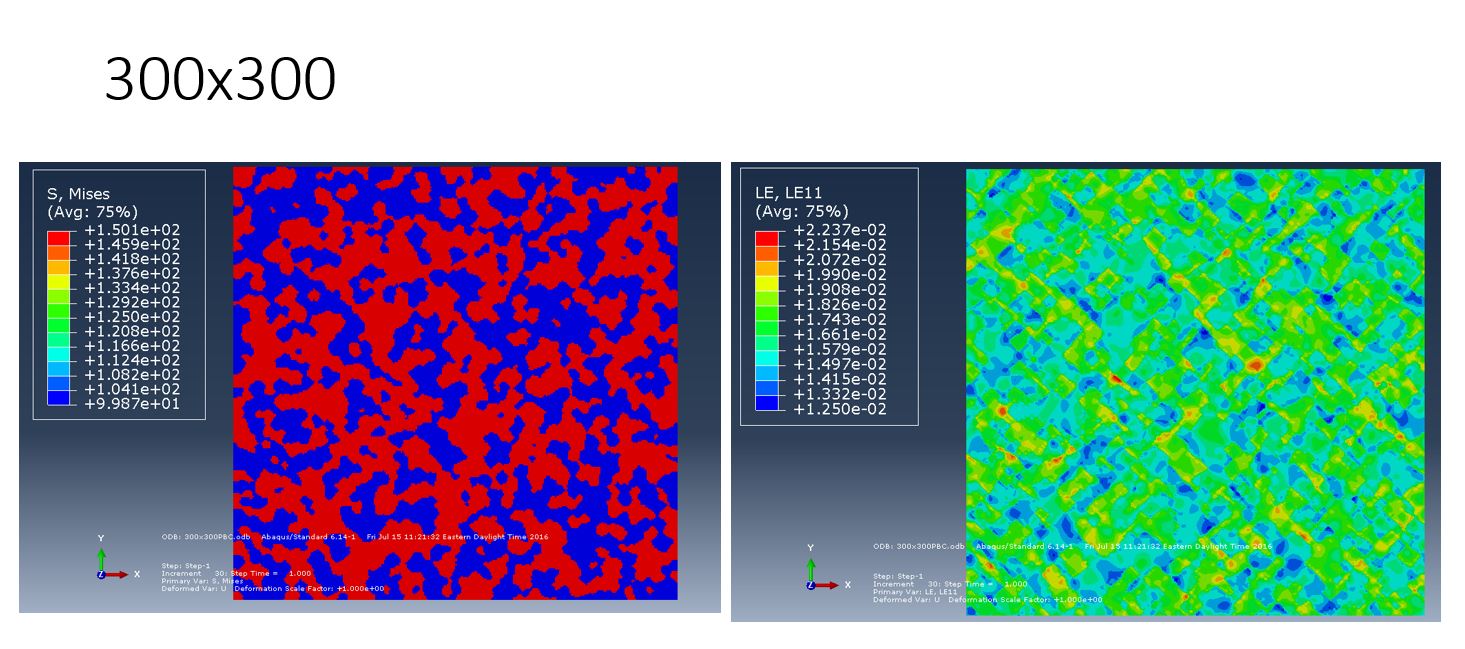 300x300
S, Mises
(Avg: 75%)
+1.501e+02
+1.459e+02
+1.418e+02
+1.376e+02
+1.334e+02
+1.292e+02
+1.250e+02
+1.208e+02
+1.166e+02
+1.124e+02
+1.082e+02
+1.041e+02
+9.987e+01
Y
Z
X
ODB: 300x300PBC.odb Abaqus/Standard 6.14-1 Fri Jul 15 11:21:32 Eastern Daylight Time 2016
Step: Step-1
Increment 30: Step Time = 1.000
Primary Var: S, Mises
Deformed Var: U Deformation Scale Factor: +1.000e+00
LE, LE11
(Avg: 75%)
+2.237e-02
+2.154e-02
+2.072e-02
+1.990e-02
+1.908e-02
+1.826e-02
+1.743e-02
+1.661e-02
+1.579e-02
+1.497e-02
+1.415e-02
+1.332e-02
+1.250e-02
Y
Z
X
ODB: 300x300PBC.odb Abaqus/Standard 6.14-1 Fri Jul 15 11:21:32 Eastern Daylight Time 2016
Step: Step-1
Increment 30: Step Time = 1.000
Primary Var: LE, LE11
Deformed Var: U Deformation Scale Factor: +1.000e+00